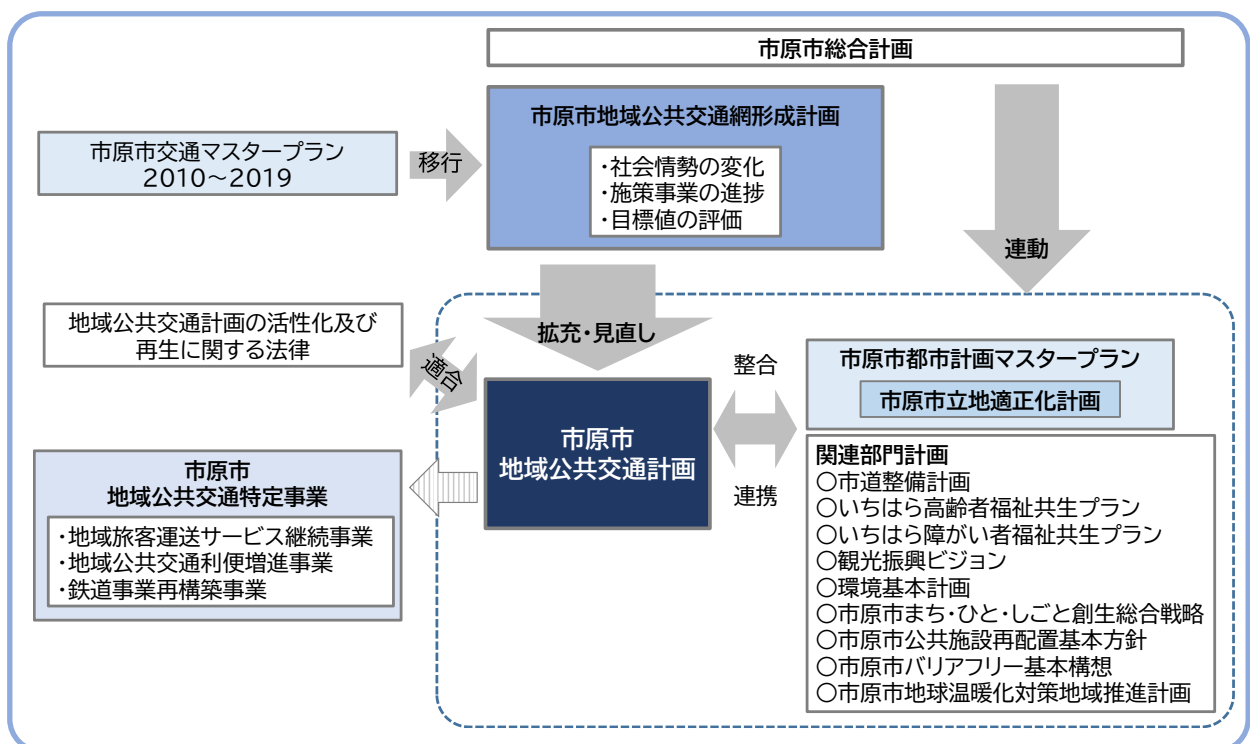 市原市総合計画
市原市地域公共交通網形成計画
・社会情勢の変化
・施策事業の進捗
・目標値の評価
市原市交通マスタープラン
2010～2019
移行
連動
地域公共交通計画の活性化及び
再生に関する法律
適合
拡充・見直し
市原市
地域公共交通計画
整合
連携
市原市都市計画マスタープラン
市原市立地適正化計画
関連部門計画
○市道整備計画
○いちはら高齢者福祉共生プラン
○いちはら障がい者福祉共生プラン
○観光振興ビジョン
○環境基本計画
○市原市まち・ひと・しごと創生総合戦略
○市原市公共施設再配置基本方針
○市原市バリアフリー基本構想
○市原市地球温暖化対策地域推進計画
市原市
地域公共交通特定事業
・地域旅客運送サービス継続事業
・地域公共交通利便増進事業
・鉄道事業再構築事業